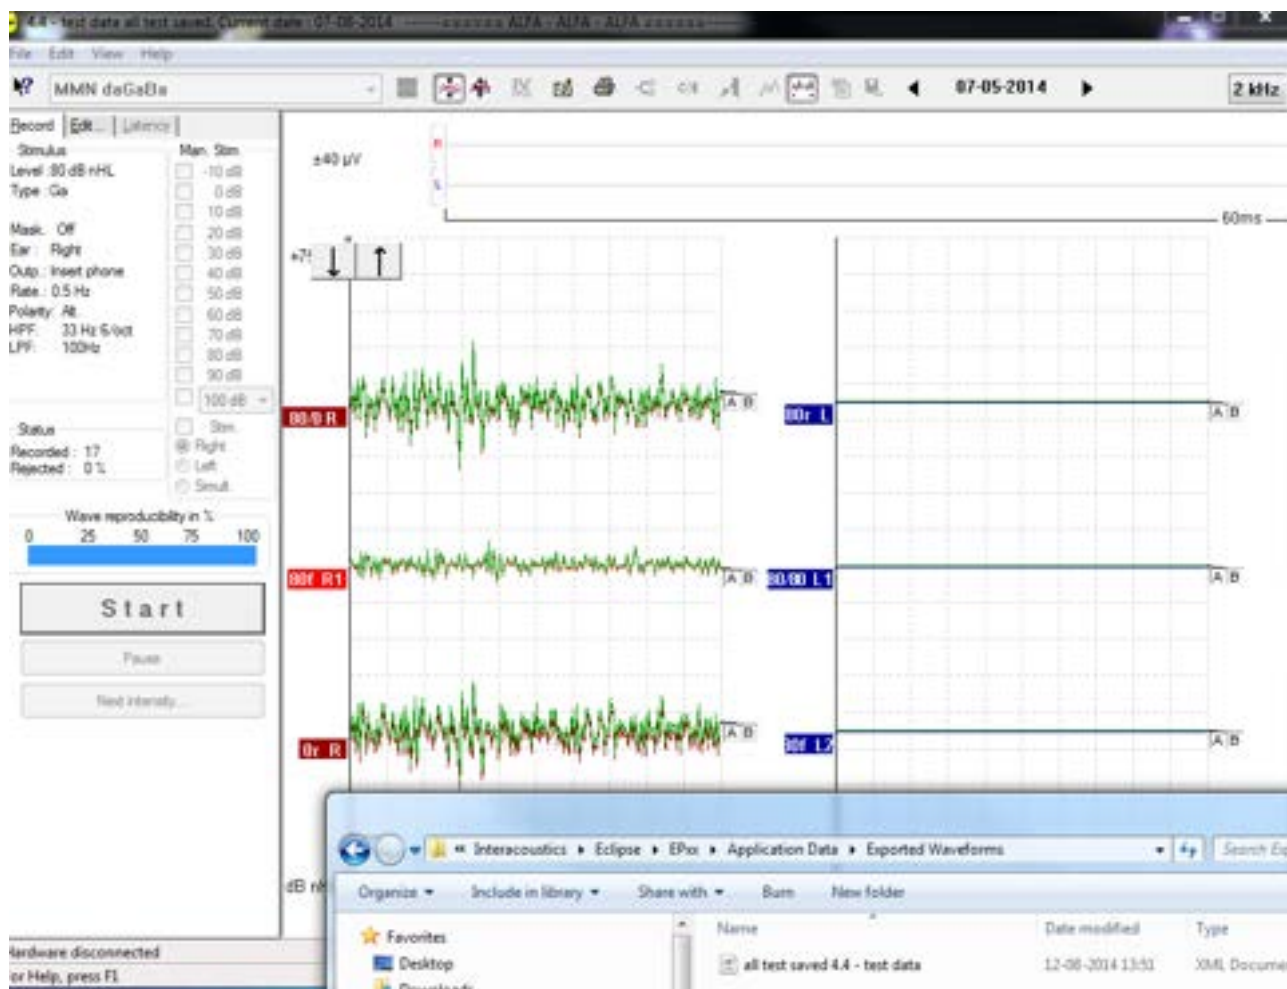 4.4 - test data all test saved. Current date : 07-08-2014 ------======= ALFA - ALFA - ALFA ======------
File Edit View Help
MMN daGaBa
07-05-2014
2 kHz
Record Edit... Latency
Stimulus
Level :80 dB nHL
Type :Ga
Mask. Off
Ear : Right
Outp.: Insert phone
Rate.: 0.5 Hz
Polarity: Alt.
HPF: 33 Hz 6/oct
LPF: 100Hz
Man. Stim.
-10 dB
0 dB
10 dB
20 dB
30 dB
40 dB
50 dB
60 dB
70 dB
80 dB
90 dB
100 dB
Stim.
Right
Left
Simult.
Status
Recorded : 17
Rejected : 0 %
Wave reproducibility in %
0 25 50 75 100
Start
Pause
Next intensity...
±40 µV
R
L
60ms
80/0 R
A B
80r L
A B
80f R1
A B
80/80 L1
A B
0r R
A B
80f L2
A B
Hardware disconnected
or Help, press F1
« Interacoustics Eclipse EPxx Application Data Exported Waveforms
Search Ex
Organize Include in library Share with Burn New folder
Favorites
Desktop
Downloads
Name Date modified Type
all test saved 4.4 - test data 12-08-2014 13:51 XML Docume